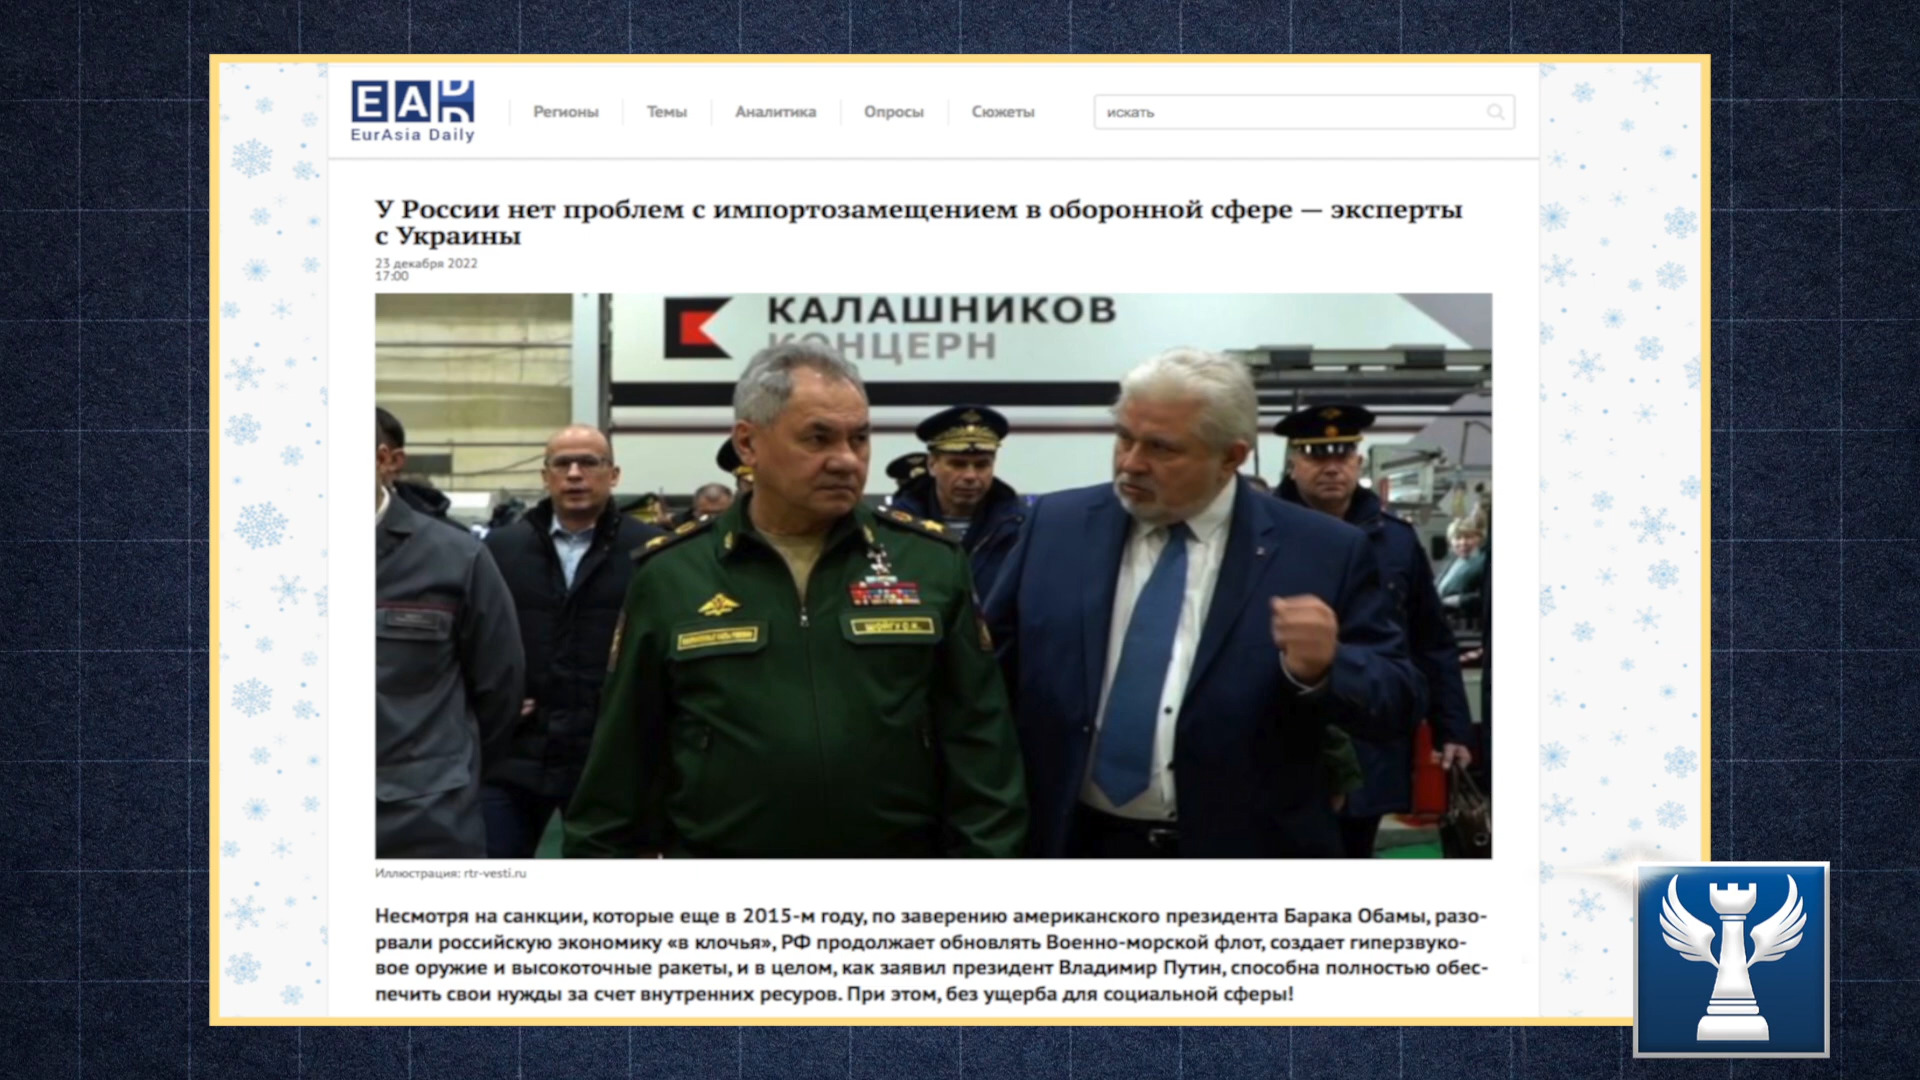 EAD
EurAsia Daily
Регионы
Темы
Аналитика
Опросы
Сюжеты
искать
У России нет проблем с импортозамещением в оборонной сфере — эксперты
с Украины
23 декабря 2022
17:00
КАЛАШНИКОВ
КОНЦЕРН
ШОЙГУ С.К.
Иллюстрация: rtr-vesti.ru
Несмотря на санкции, которые еще в 2015-м году, по заверению американского президента Барака Обамы, разо-
рвали российскую экономику «в клочья», РФ продолжает обновлять Военно-морской флот, создает гиперзвуко-
вое оружие и высокоточные ракеты, и в целом, как заявил президент Владимир Путин, способна полностью обес-
печить свои нужды за счет внутренних ресурсов. При этом, без ущерба для социальной сферы!